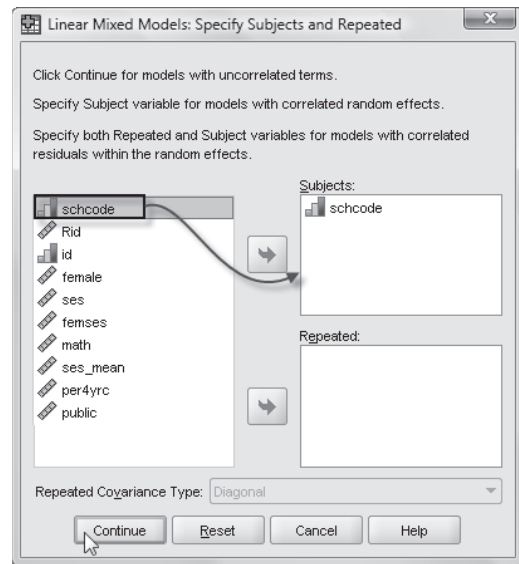 Linear Mixed Models: Specify Subjects and Repeated
Click Continue for models with uncorrelated terms.
Specify Subject variable for models with correlated random effects.
Specify both Repeated and Subject variables for models with correlated
residuals within the random effects.
schcode
Rid
id
female
ses
femses
math
ses_mean
per4yrc
public
Subjects:
schcode
Repeated:
Repeated Covariance Type: Diagonal
Continue
Reset
Cancel
Help